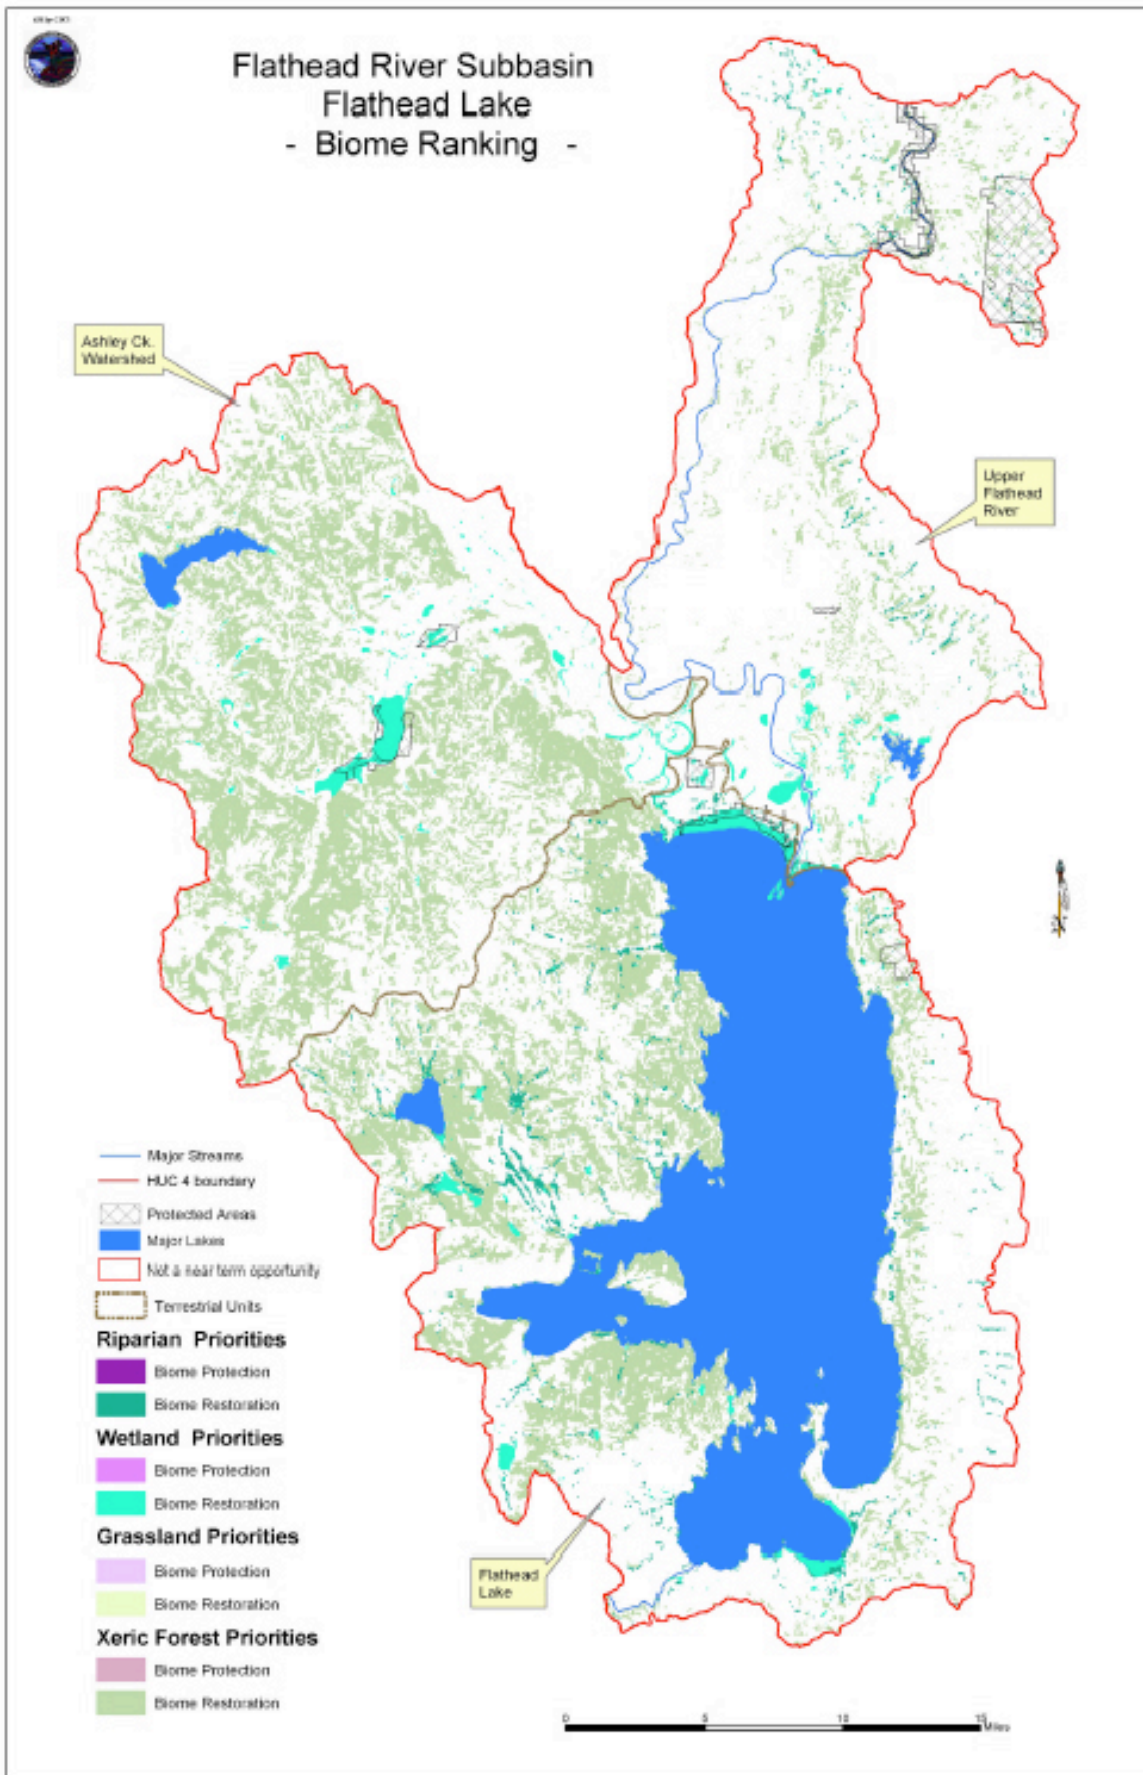 Flathead River Subbasin
Flathead Lake
- Biome Ranking -
Ashley Ck.
Watershed
Upper
Flathead
River
Major Streams
HUC 4 boundary
Protected Areas
Major Lakes
Not a near term opportunity
Terrestrial Units
Riparian Priorities
Biome Protection
Biome Restoration
Wetland Priorities
Biome Protection
Biome Restoration
Grassland Priorities
Biome Protection
Biome Restoration
Xeric Forest Priorities
Biome Protection
Biome Restoration
Flathead
Lake
0 5 10 15
Miles